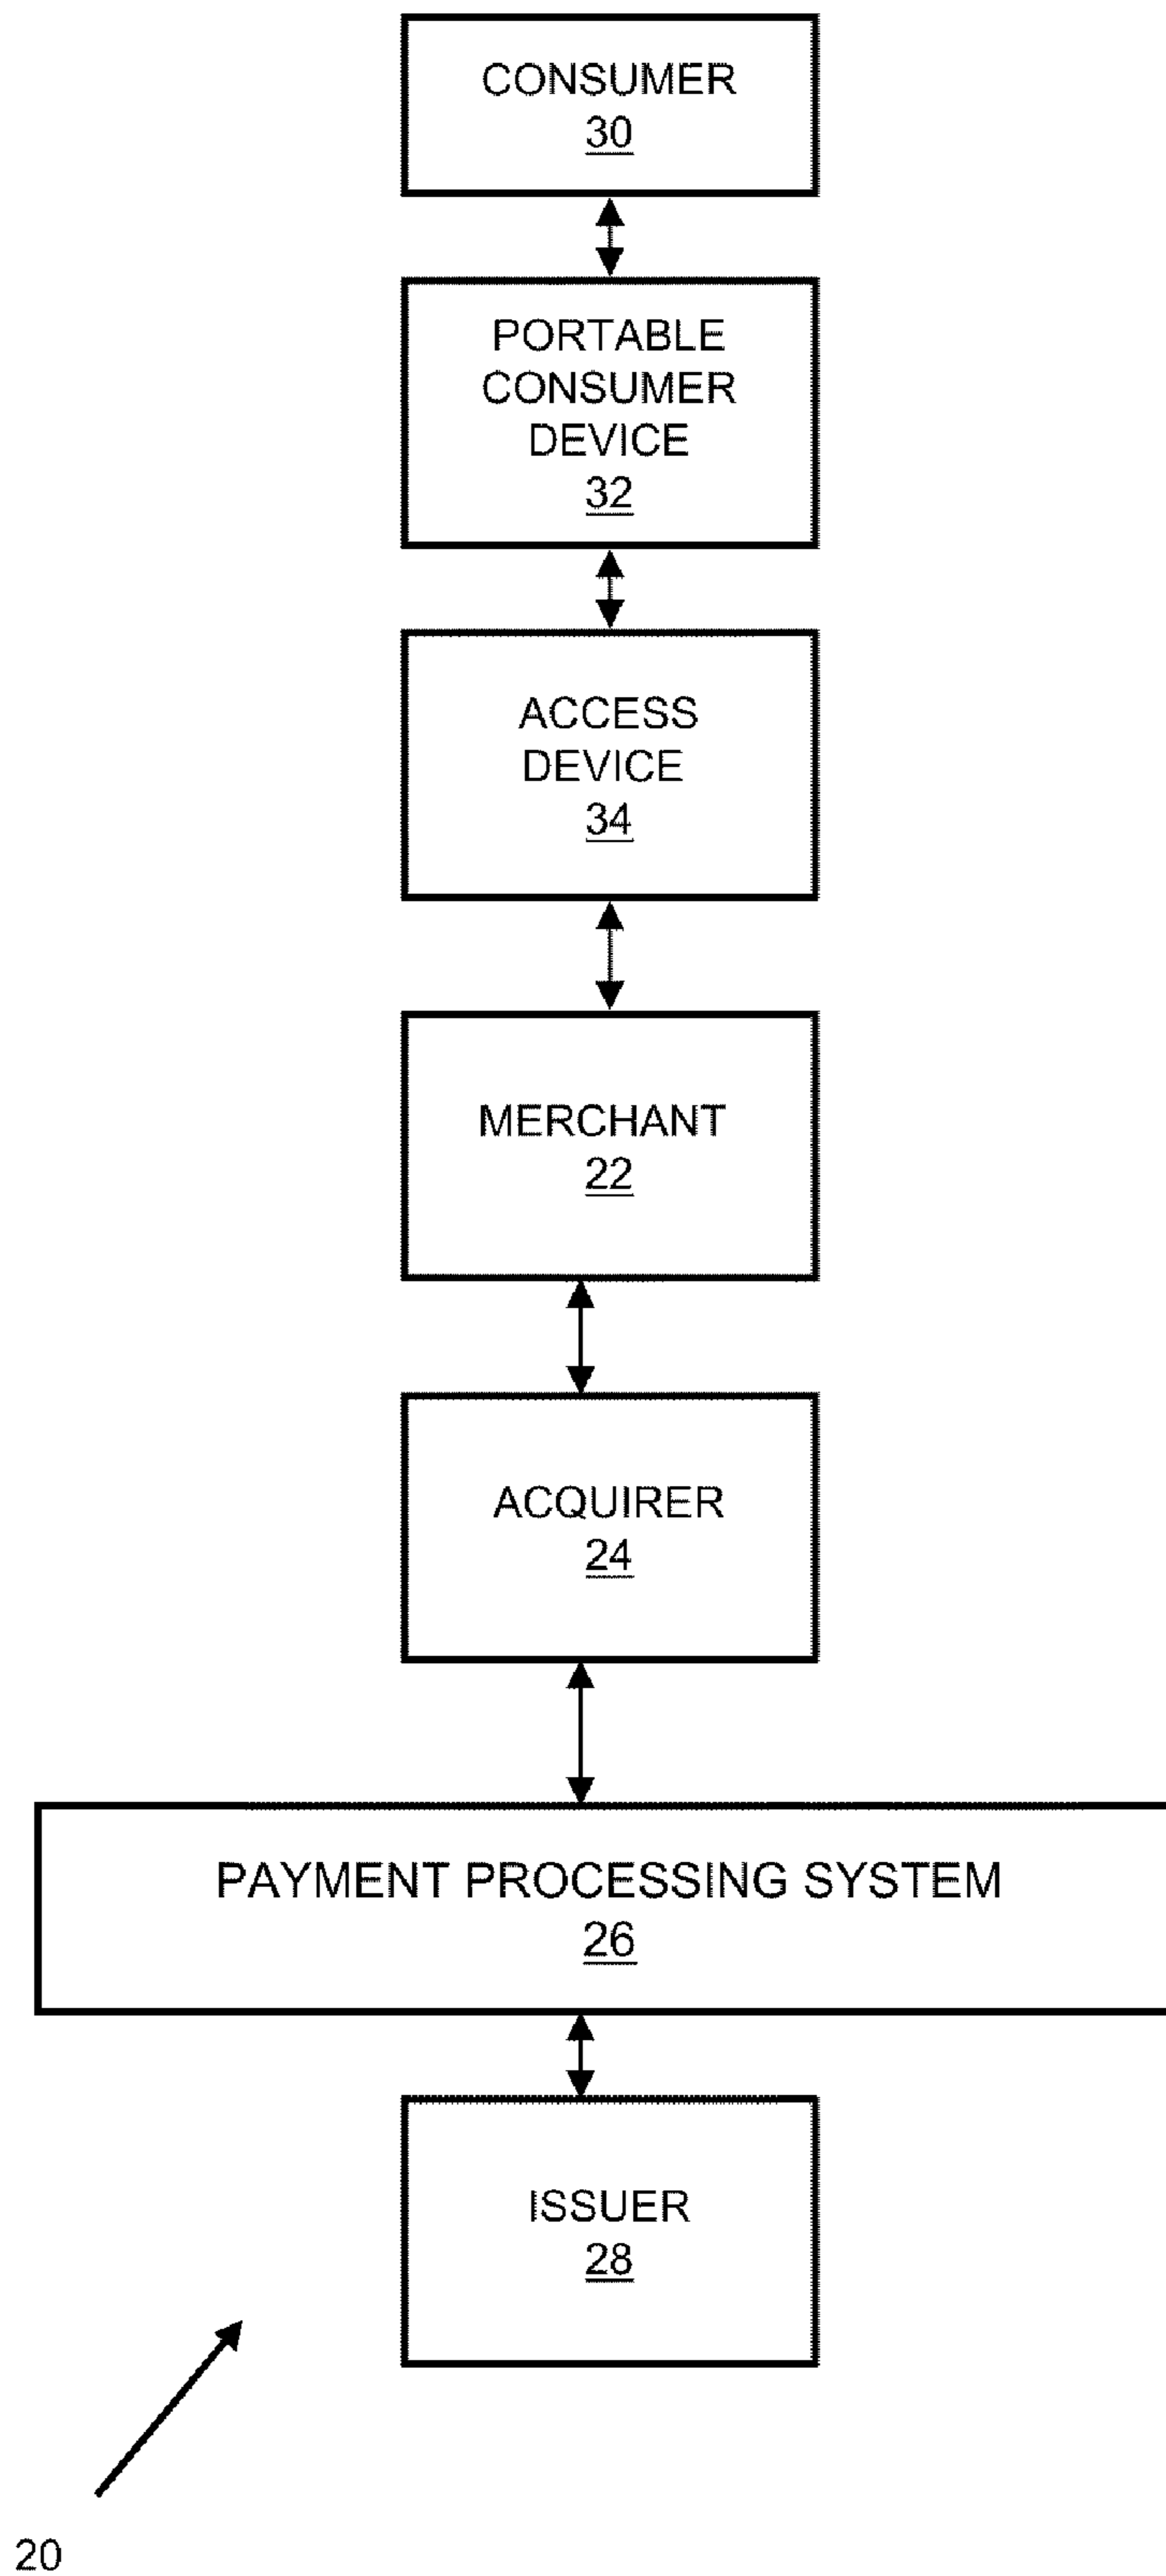 CONSUMER
30
PORTABLE
CONSUMER
DEVICE
32
ACCESS
DEVICE
34
MERCHANT
22
ACQUIRER
24
PAYMENT PROCESSING SYSTEM
26
ISSUER
28
20